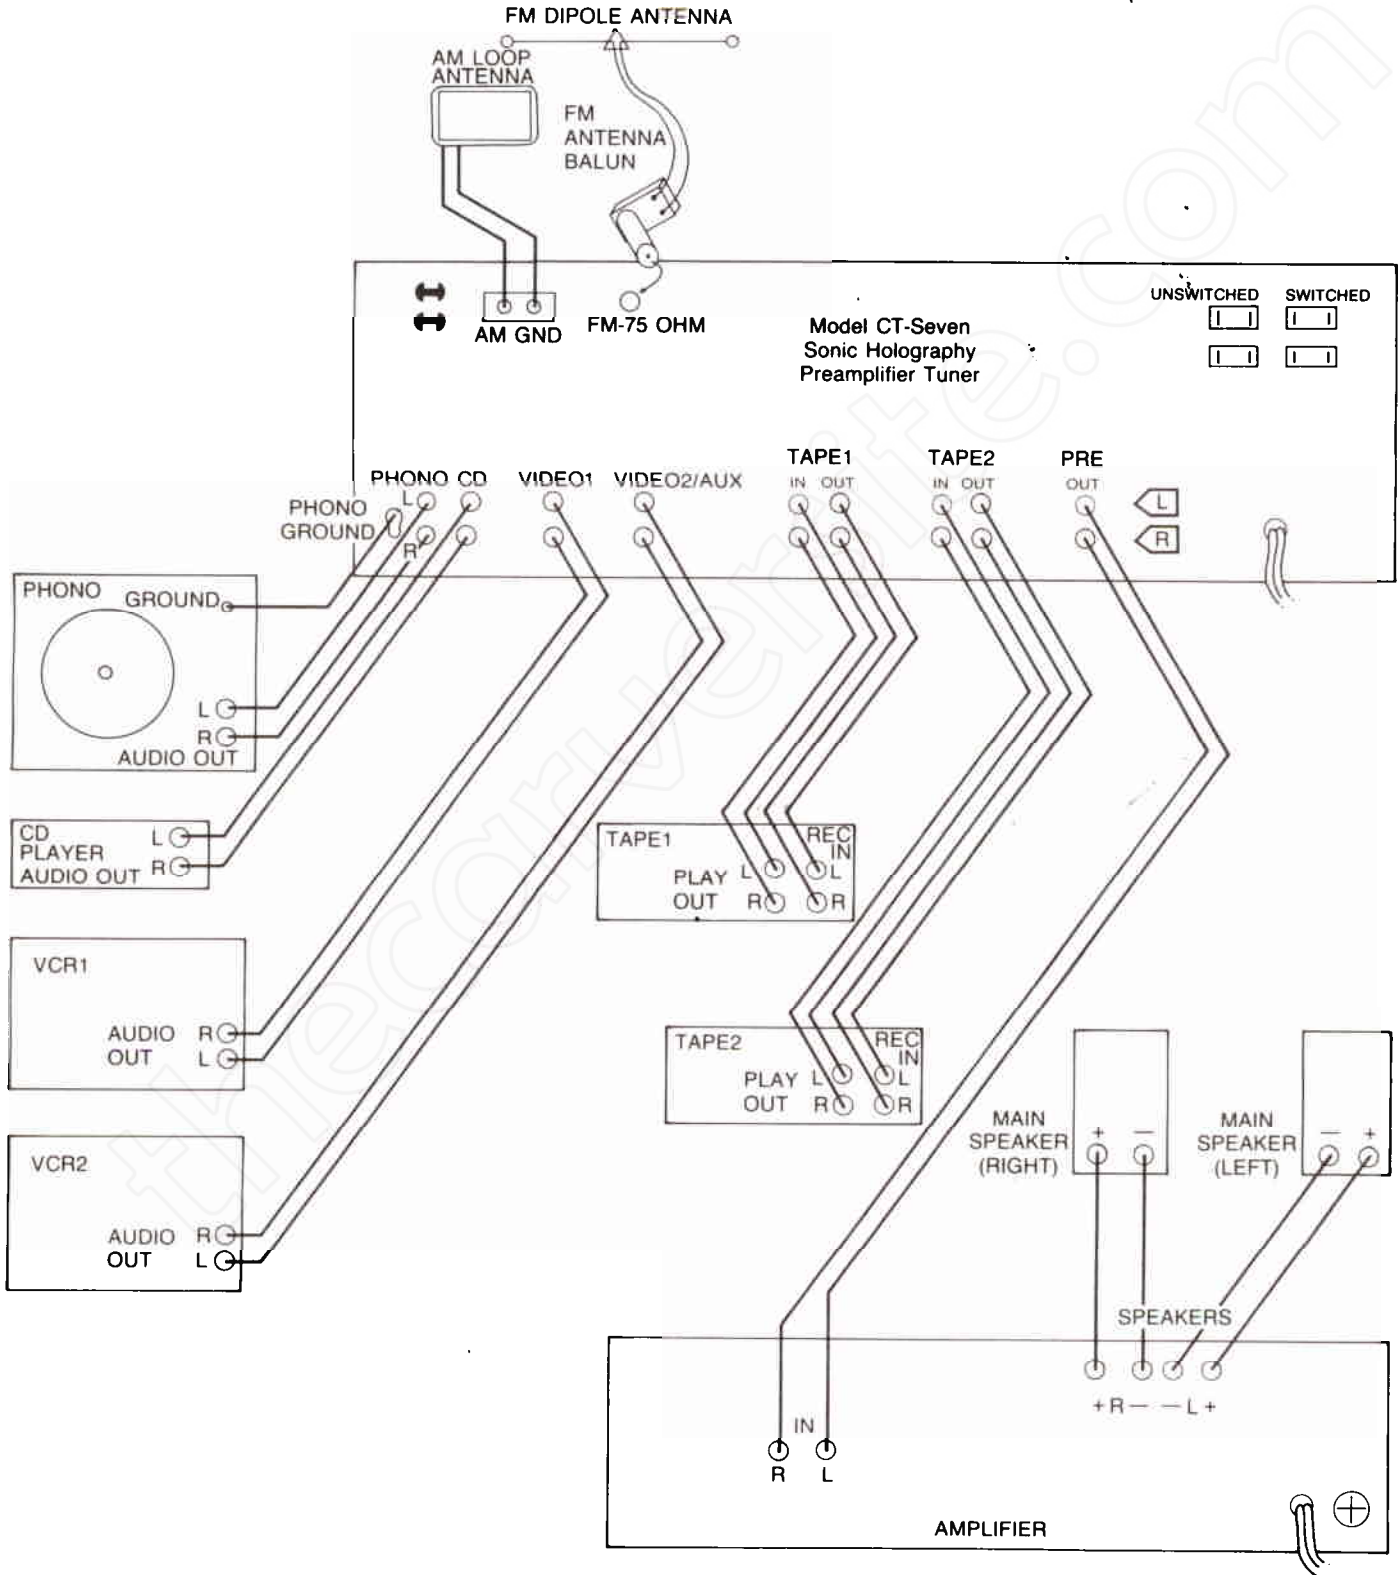 FM DIPOLE ANTENNA
AM LOOP
ANTENNA
FM
ANTENNA
BALUN
UNSWITCHED SWITCHED
AM GND
FM-75 OHM
Model CT-Seven
Sonic Holography
Preamplifier Tuner
TAPE1 TAPE2 PRE
PHONO CD VIDEO1 VIDEO2/AUX
IN OUT IN OUT OUT
L L
PHONO
GROUND
R R
PHONO
GROUND
L
R
AUDIO OUT
CD
PLAYER
AUDIO OUT
L
R
TAPE1
REC
IN
PLAY
OUT
L L
R R
VCR1
AUDIO
OUT
R
L
TAPE2
REC
IN
PLAY
OUT
L L
R R
MAIN
SPEAKER
(RIGHT)
+ —
MAIN
SPEAKER
(LEFT)
— +
VCR2
AUDIO
OUT
R
L
SPEAKERS
+ R — — L +
IN
R L
AMPLIFIER
thecarversite.com